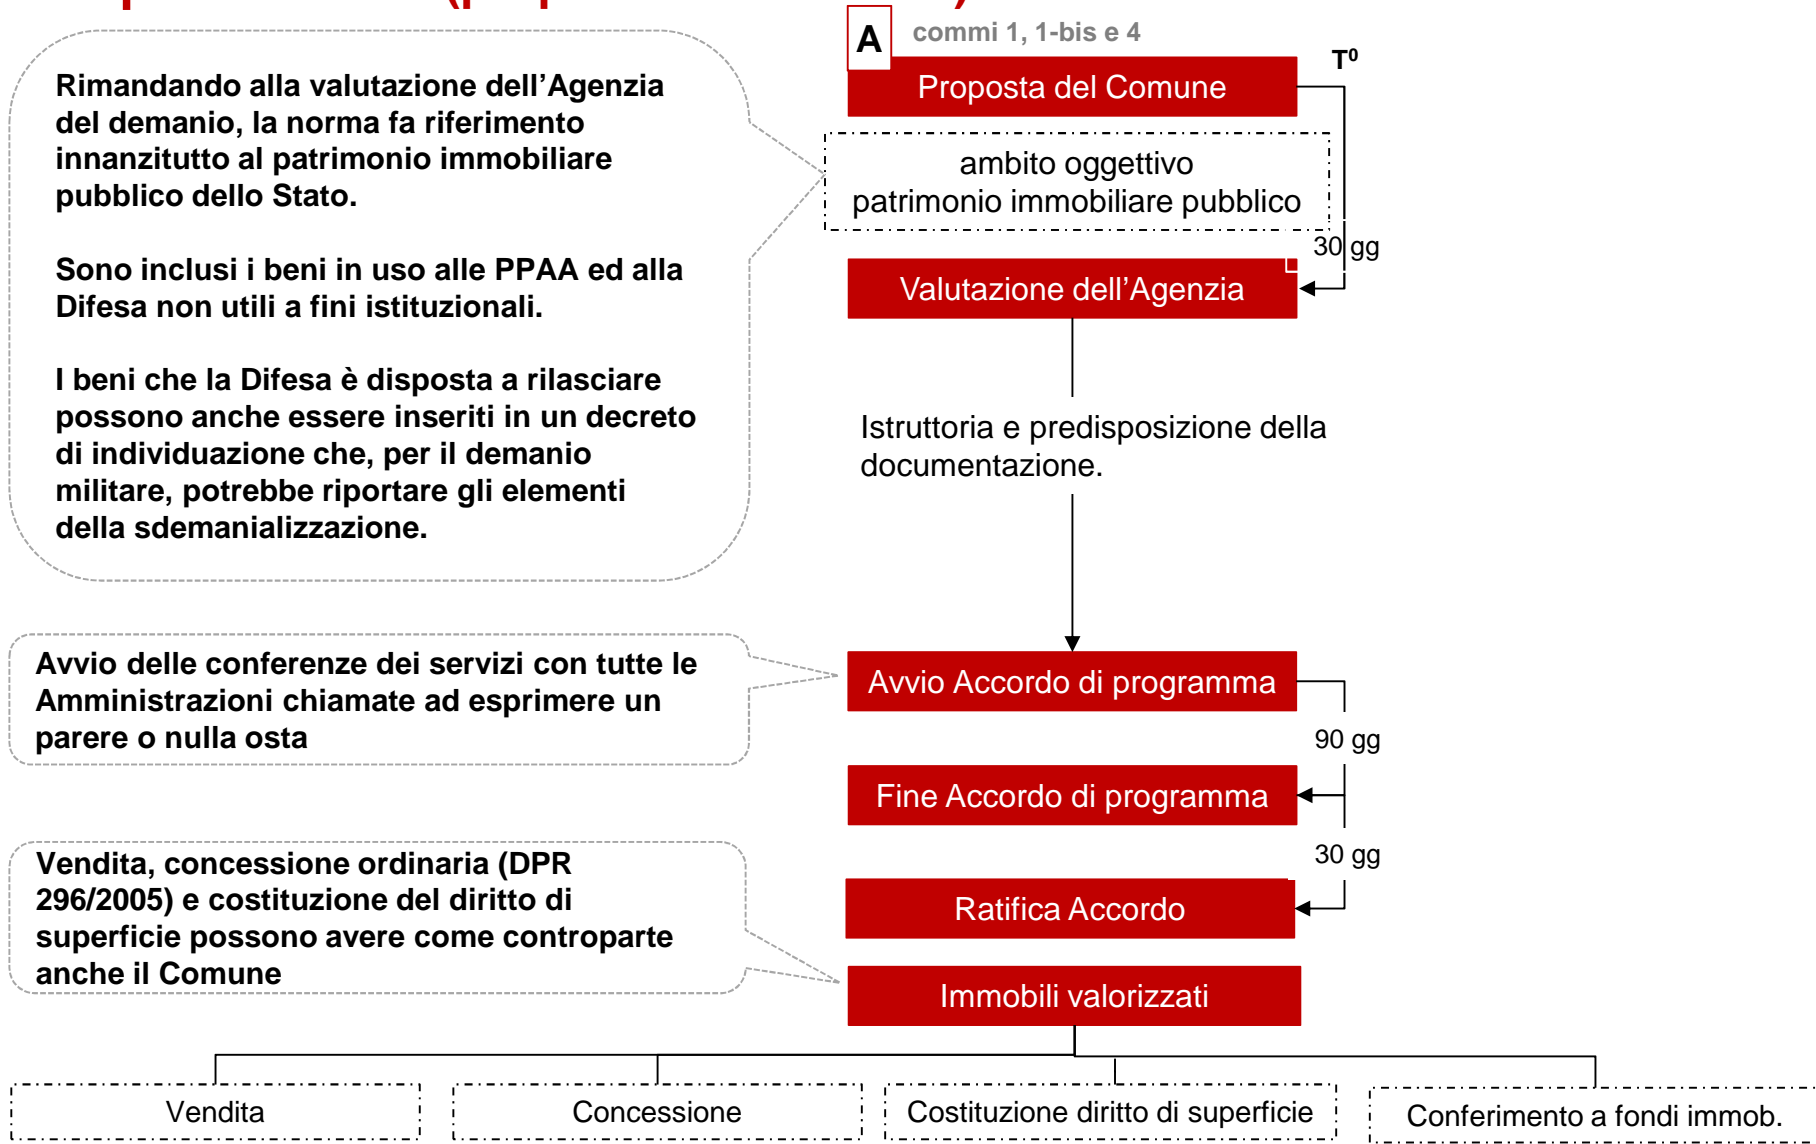 A
commi 1, 1-bis e 4
T⁰
Proposta del Comune
Rimandando alla valutazione dell’Agenzia
del demanio, la norma fa riferimento
innanzitutto al patrimonio immobiliare
pubblico dello Stato.
Sono inclusi i beni in uso alle PPAA ed alla
Difesa non utili a fini istituzionali.
I beni che la Difesa è disposta a rilasciare
possono anche essere inseriti in un decreto
di individuazione che, per il demanio
militare, potrebbe riportare gli elementi
della sdemanializzazione.
ambito oggettivo
patrimonio immobiliare pubblico
30 gg
Valutazione dell’Agenzia
Istruttoria e predisposizione della
documentazione.
Avvio delle conferenze dei servizi con tutte le
Amministrazioni chiamate ad esprimere un
parere o nulla osta
Avvio Accordo di programma
90 gg
Fine Accordo di programma
30 gg
Vendita, concessione ordinaria (DPR
296/2005) e costituzione del diritto di
superficie possono avere come controparte
anche il Comune
Ratifica Accordo
Immobili valorizzati
Vendita
Concessione
Costituzione diritto di superficie
Conferimento a fondi immob.